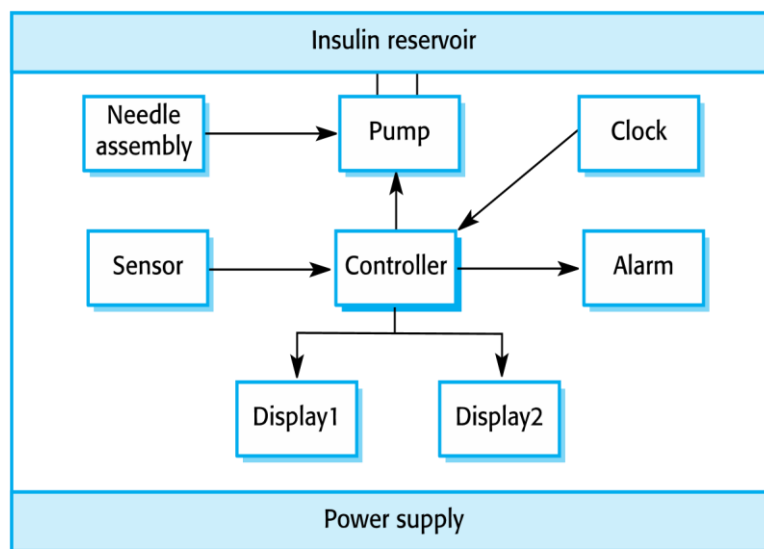 Insulin reservoir
Needle
assembly
Pump
Clock
Sensor
Controller
Alarm
Display1
Display2
Power supply